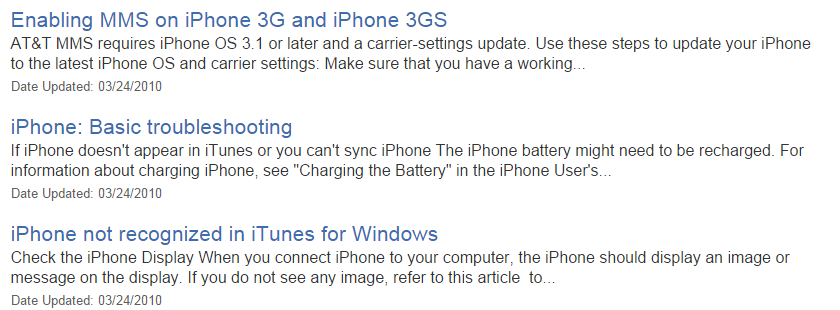 Enabling MMS on iPhone 3G and iPhone 3GS
AT&T MMS requires iPhone OS 3.1 or later and a carrier-settings update. Use these steps to update your iPhone
to the latest iPhone OS and carrier settings: Make sure that you have a working...
Date Updated: 03/24/2010
iPhone: Basic troubleshooting
If iPhone doesn't appear in iTunes or you can't sync iPhone The iPhone battery might need to be recharged. For
information about charging iPhone, see "Charging the Battery" in the iPhone User's...
Date Updated: 03/24/2010
iPhone not recognized in iTunes for Windows
Check the iPhone Display When you connect iPhone to your computer, the iPhone should display an image or
message on the display. If you do not see any image, refer to this article  to...
Date Updated: 03/24/2010